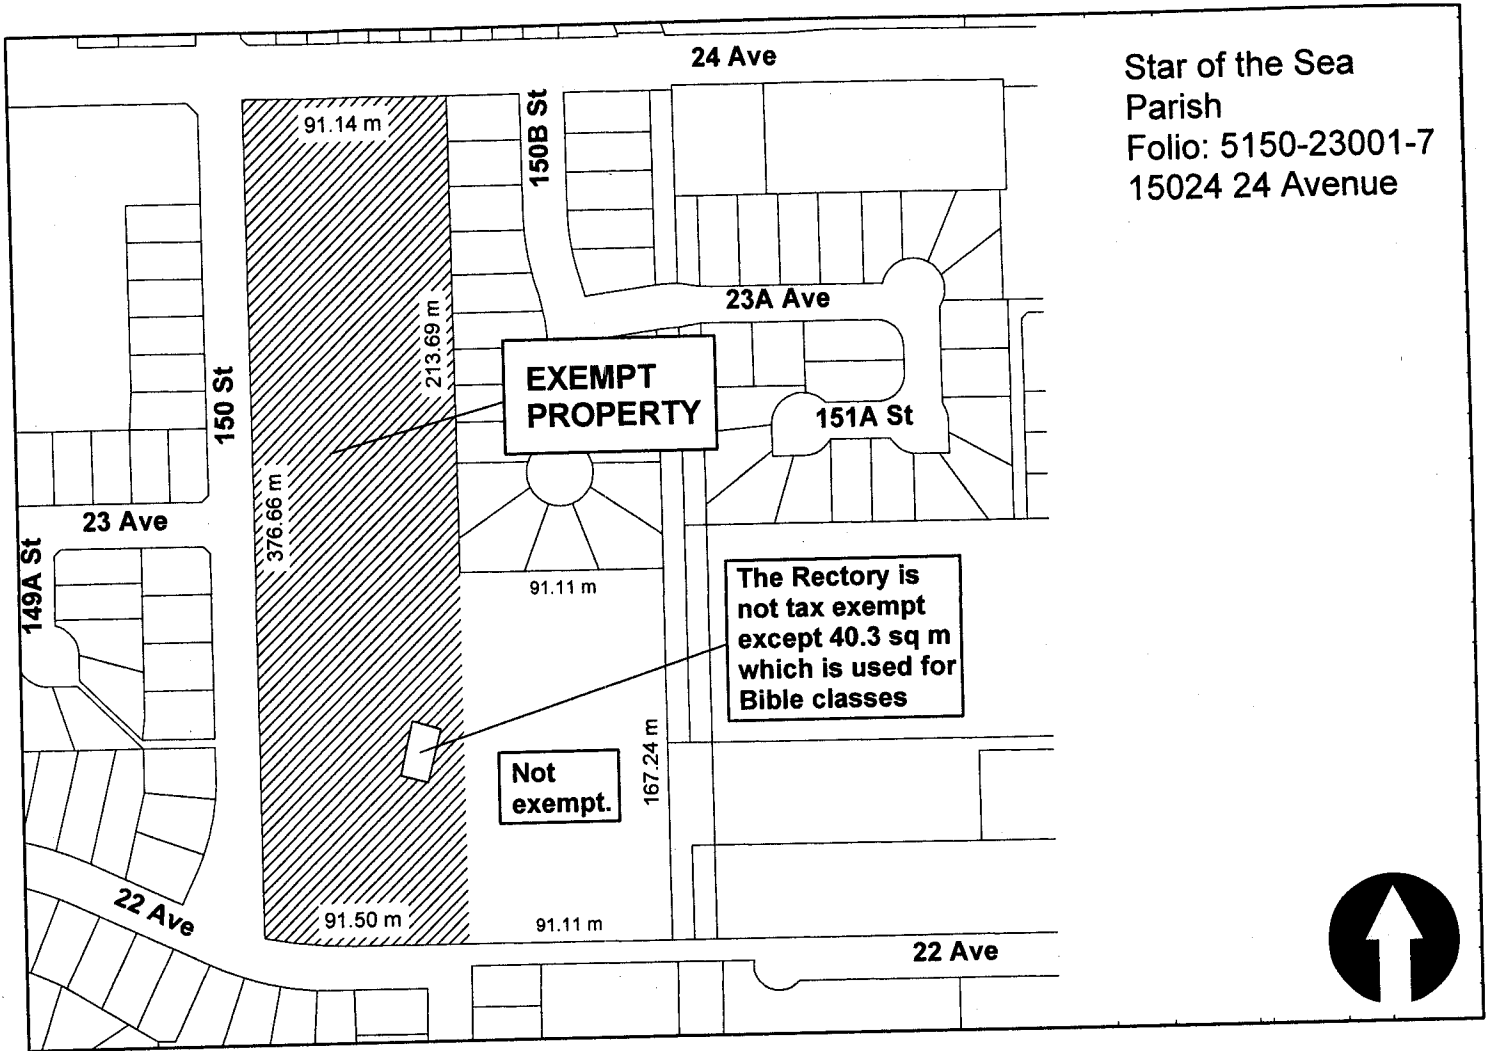 24 Ave
Star of the Sea
Parish
Folio: 5150-23001-7
15024 24 Avenue
91.14 m
150B St
23A Ave
213.69 m
EXEMPT
PROPERTY
150 St
151A St
376.66 m
23 Ave
149A St
91.11 m
The Rectory is
not tax exempt
except 40.3 sq m
which is used for
Bible classes
167.24 m
Not
exempt.
22 Ave
91.50 m
91.11 m
22 Ave